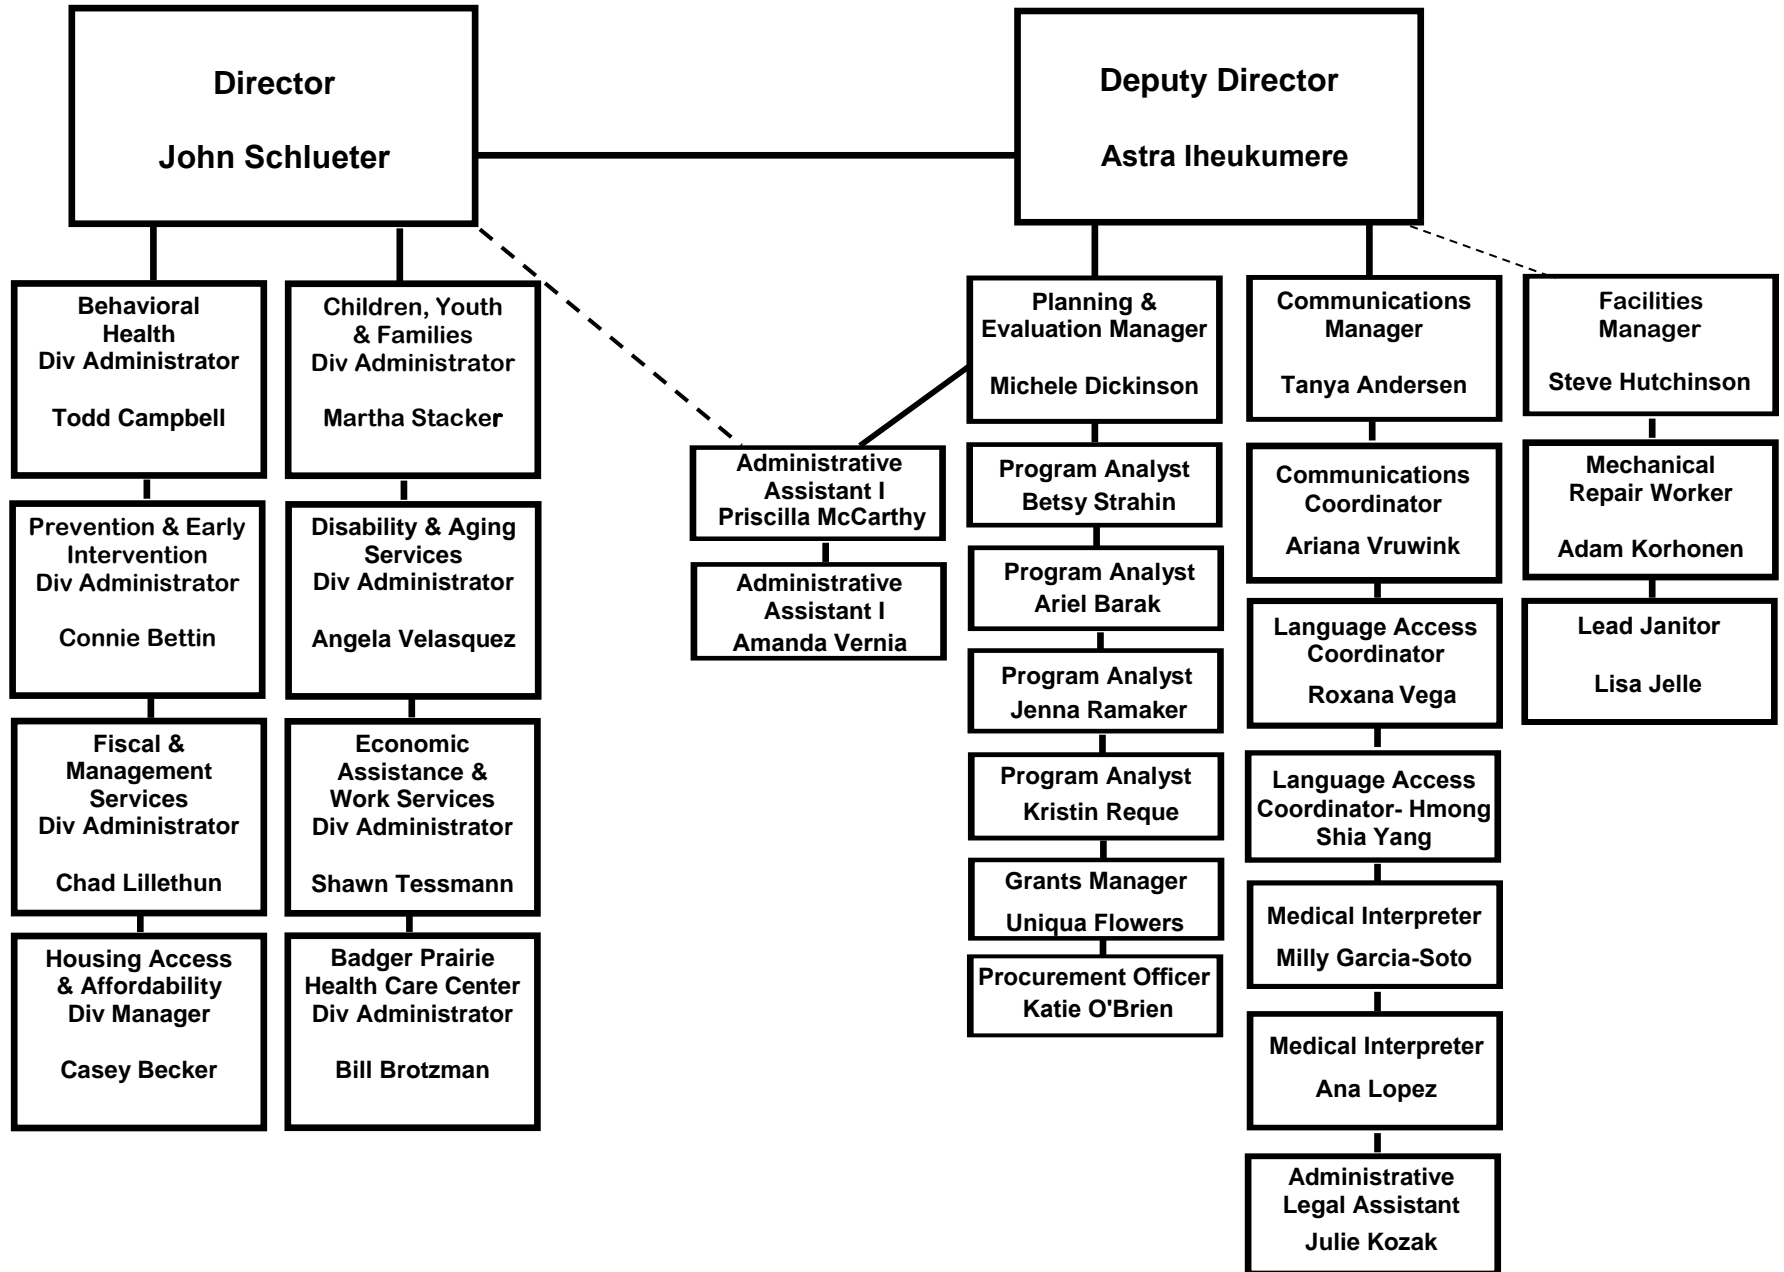 Director
John Schlueter
Deputy Director
Astra Iheukumere
Behavioral
Health
Div Administrator
Todd Campbell
Prevention & Early
Intervention
Div Administrator
Connie Bettin
Fiscal &
Management
Services
Div Administrator
Chad Lillethun
Housing Access
& Affordability
Div Manager
Casey Becker
Children, Youth
& Families
Div Administrator
Martha Stacker
Disability & Aging
Services
Div Administrator
Angela Velasquez
Economic
Assistance &
Work Services
Div Administrator
Shawn Tessmann
Badger Prairie
Health Care Center
Div Administrator
Bill Brotzman
Administrative
Assistant I
Priscilla McCarthy
Administrative
Assistant I
Amanda Vernia
Planning &
Evaluation Manager
Michele Dickinson
Program Analyst
Betsy Strahin
Program Analyst
Ariel Barak
Program Analyst
Jenna Ramaker
Program Analyst
Kristin Reque
Grants Manager
Uniqua Flowers
Procurement Officer
Katie O'Brien
Communications
Manager
Tanya Andersen
Communications
Coordinator
Ariana Vruwink
Language Access
Coordinator
Roxana Vega
Language Access
Coordinator- Hmong
Shia Yang
Medical Interpreter
Milly Garcia-Soto
Medical Interpreter
Ana Lopez
Administrative
Legal Assistant
Julie Kozak
Facilities
Manager
Steve Hutchinson
Mechanical
Repair Worker
Adam Korhonen
Lead Janitor
Lisa Jelle